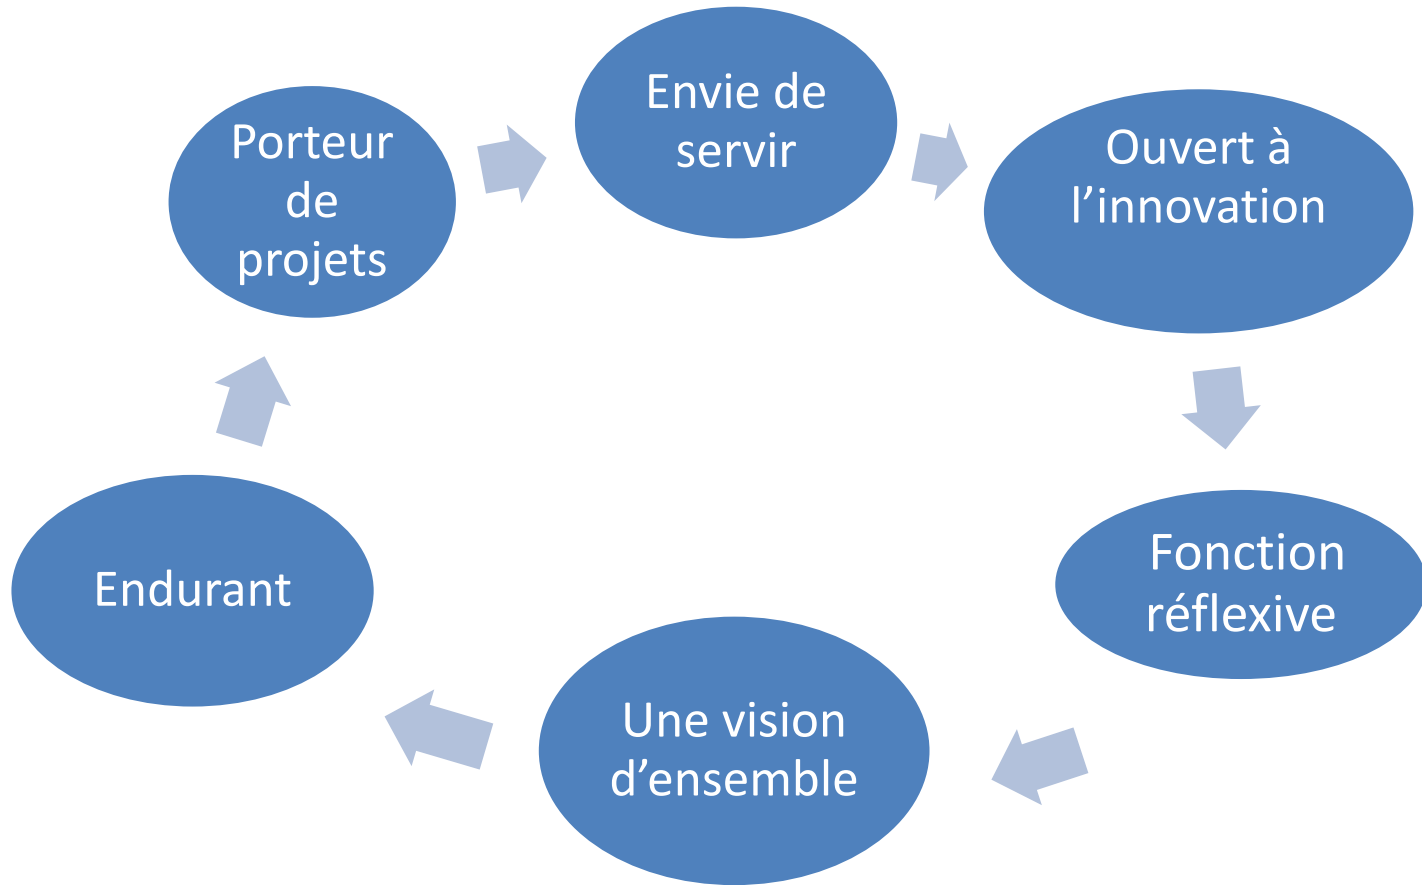 Envie de
servir
Ouvert à
l’innovation
Fonction
réflexive
Une vision
d’ensemble
Endurant
Porteur
de
projets